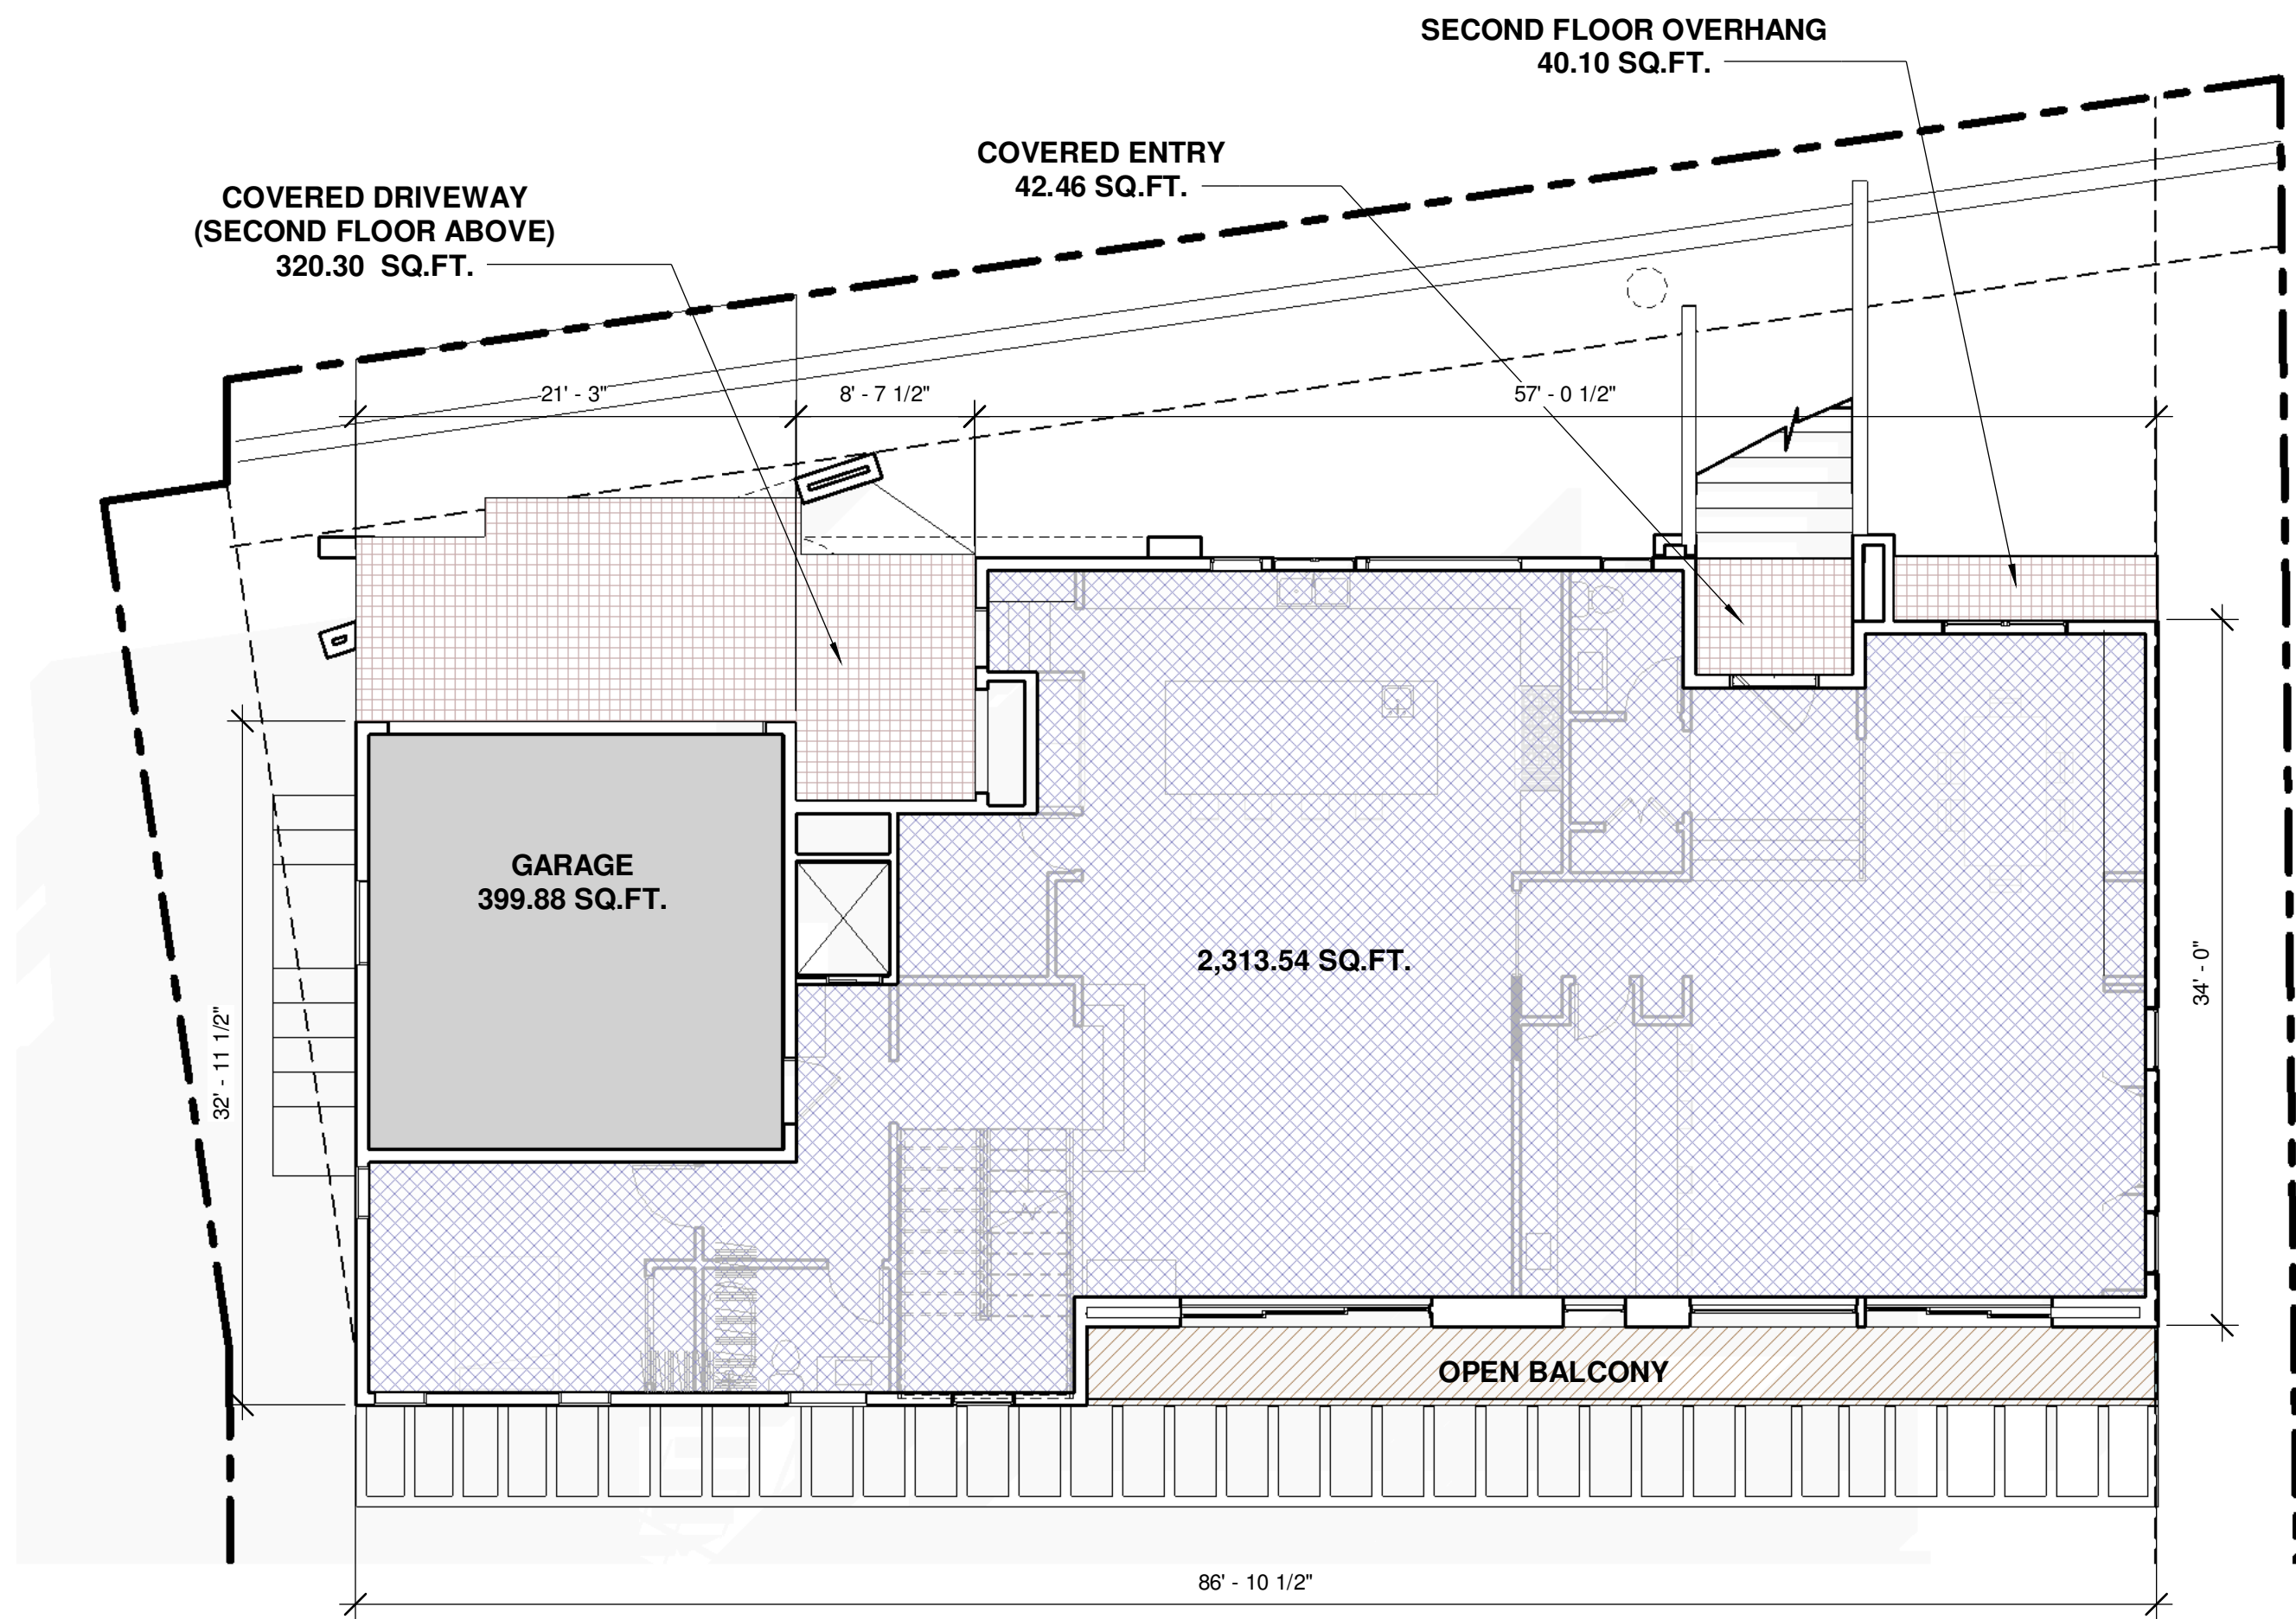 SECOND FLOOR OVERHANG
40.10 SQ.FT.
COVERED ENTRY
42.46 SQ.FT.
COVERED DRIVEWAY
(SECOND FLOOR ABOVE)
320.30 SQ.FT.
21' - 3"
8' - 7 1/2"
57' - 0 1/2"
GARAGE
399.88 SQ.FT.
2,313.54 SQ.FT.
34' - 0"
32' - 11 1/2"
OPEN BALCONY
86' - 10 1/2"